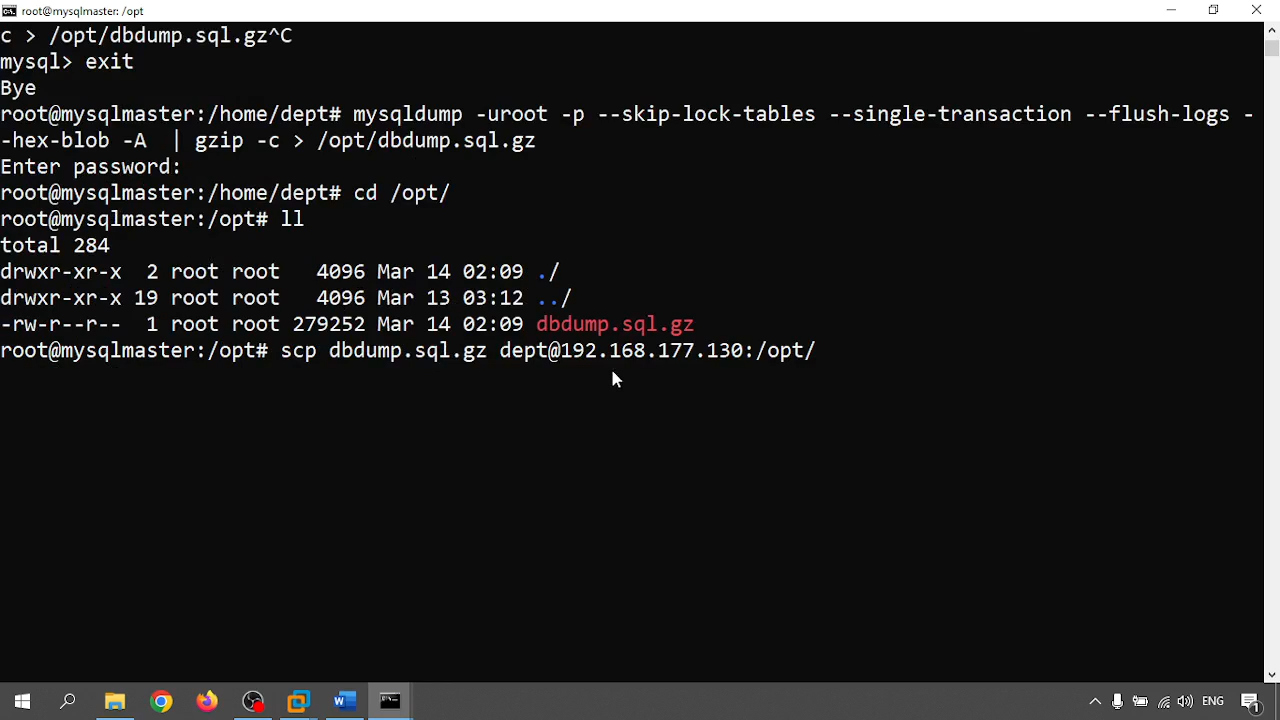 root@mysqlmaster: /opt
c > /opt/dbdump.sql.gz^C
mysql> exit
Bye
root@mysqlmaster:/home/dept# mysqldump -uroot -p --skip-lock-tables --single-transaction --flush-logs -
-hex-blob -A  | gzip -c > /opt/dbdump.sql.gz
Enter password:
root@mysqlmaster:/home/dept# cd /opt/
root@mysqlmaster:/opt# ll
total 284
drwxr-xr-x  2 root root   4096 Mar 14 02:09 ./
drwxr-xr-x 19 root root   4096 Mar 13 03:12 ../
-rw-r--r--  1 root root 279252 Mar 14 02:09 dbdump.sql.gz
root@mysqlmaster:/opt# scp dbdump.sql.gz dept@192.168.177.130:/opt/
ENG